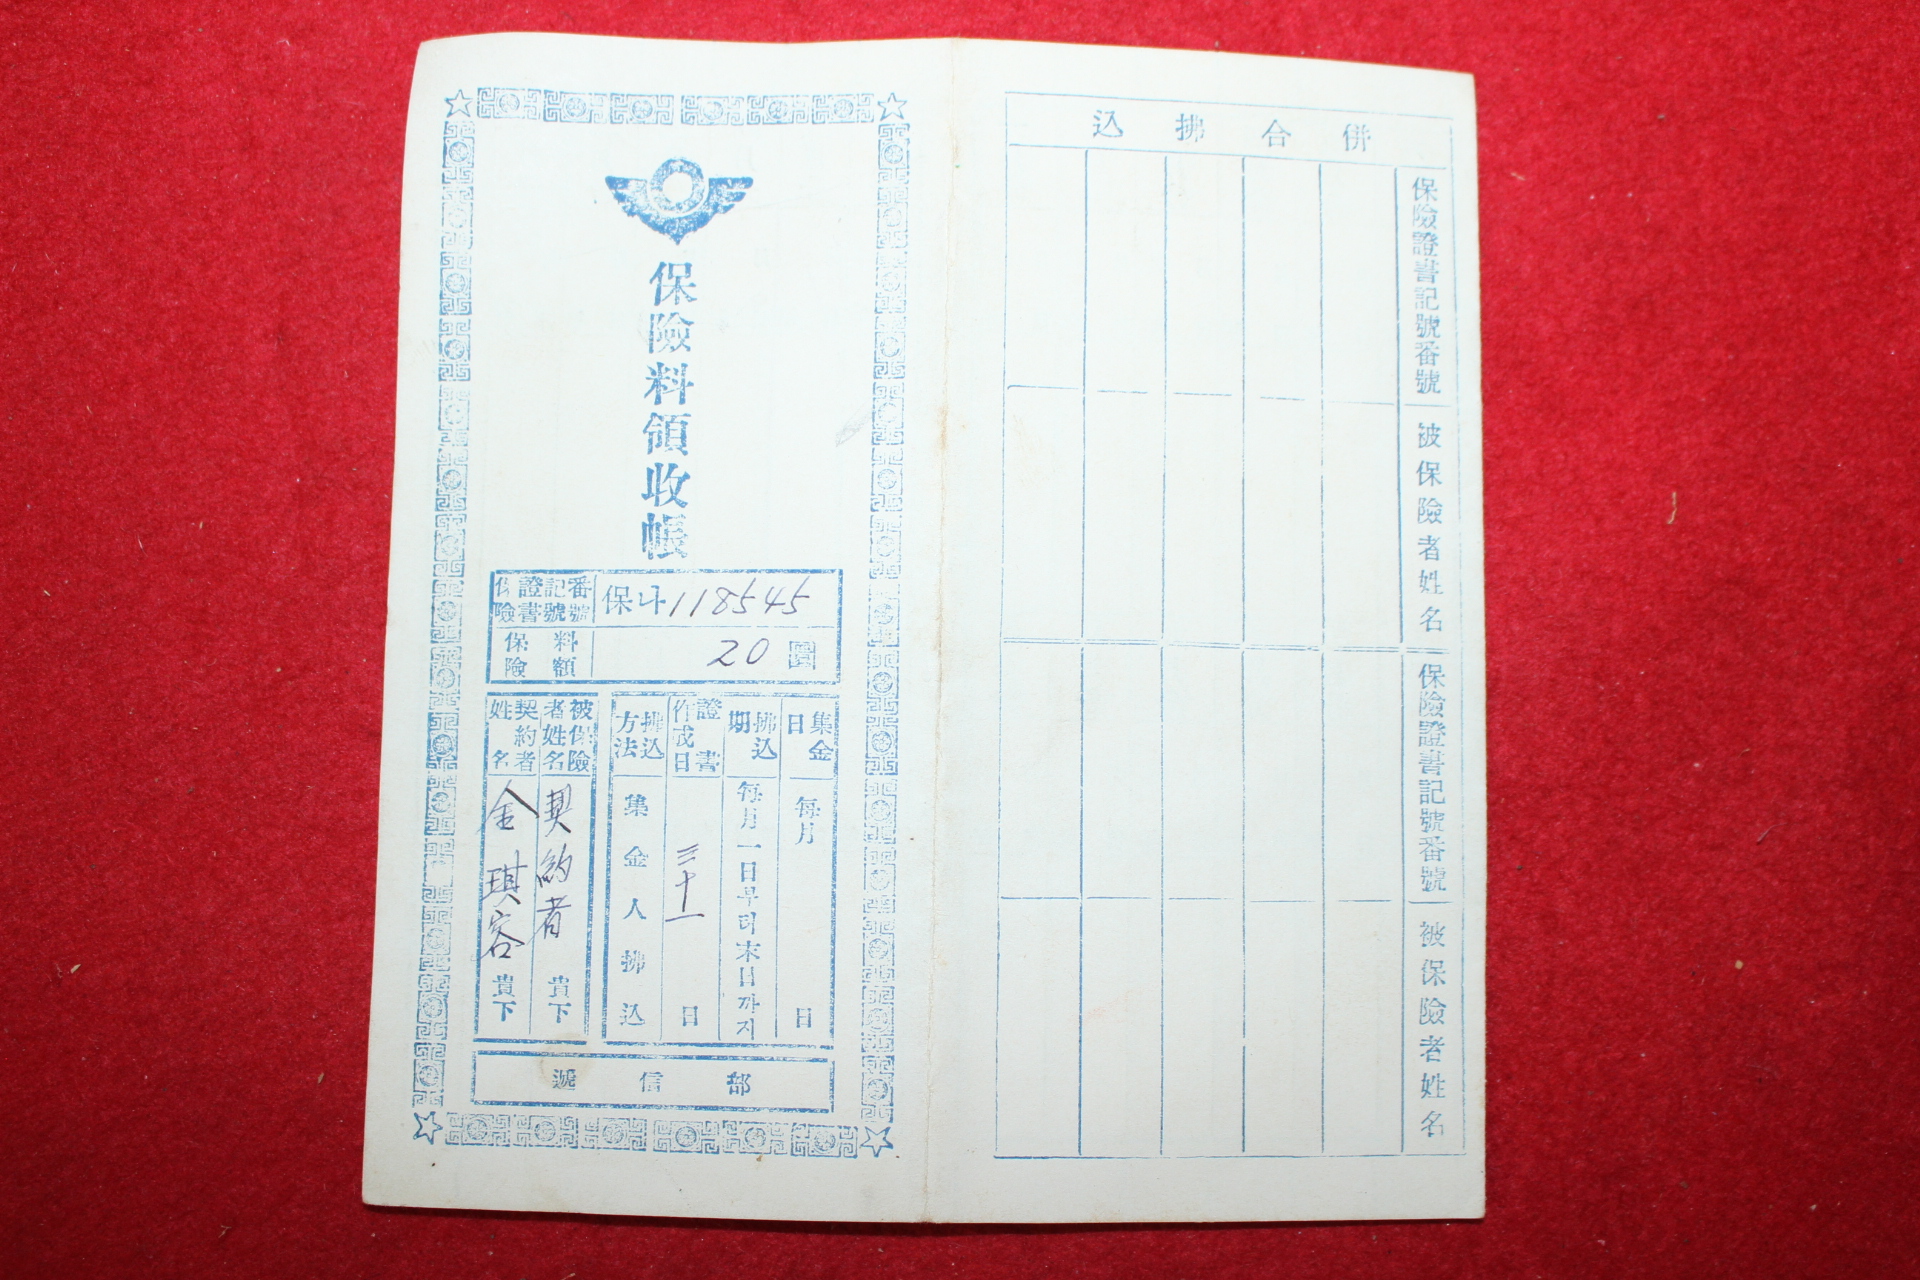 保險料領收帳
保險證書記號番號
保나118545
保險料額
20圓
集金日
每月 日
拂込期
每月一日부터末日까지
證書作成日
三十一 日
拂込方法
集金人拂込
被保險者姓名
契約者 貴下
契約者姓名
金琪容 貴下
遞信部
併合拂込
保險證書記號番號
被保險者姓名
保險證書記號番號
被保險者姓名